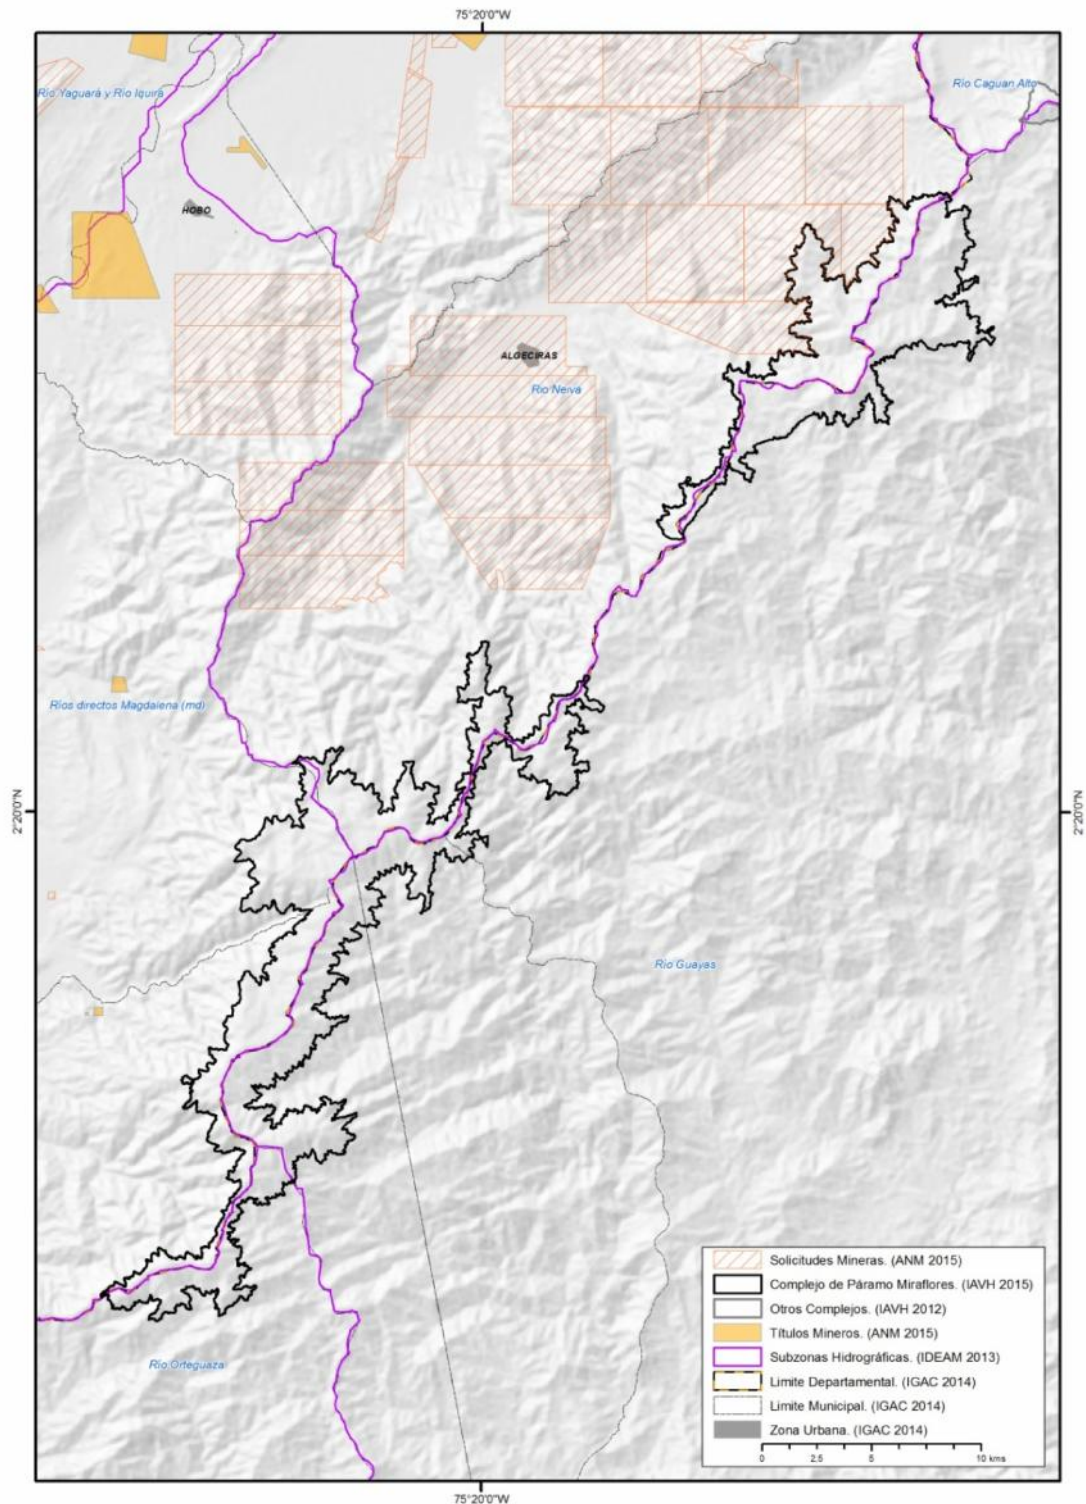 75°20'0"W
Río Yaguará y Río Iquira
Río Caguan Alto
HOBO
ALGECIRAS
Rio Neiva
Ríos directos Magdalena (md)
2°20'0"N
2°20'0"N
Río Guayas
Solicitudes Mineras. (ANM 2015)
Complejo de Páramo Miraflores. (IAVH 2015)
Otros Complejos. (IAVH 2012)
Títulos Mineros. (ANM 2015)
Subzonas Hidrográficas. (IDEAM 2013)
Limite Departamental. (IGAC 2014)
Limite Municipal. (IGAC 2014)
Zona Urbana. (IGAC 2014)
0 2.5 5 10 kms
Río Orteguaza
75°20'0"W